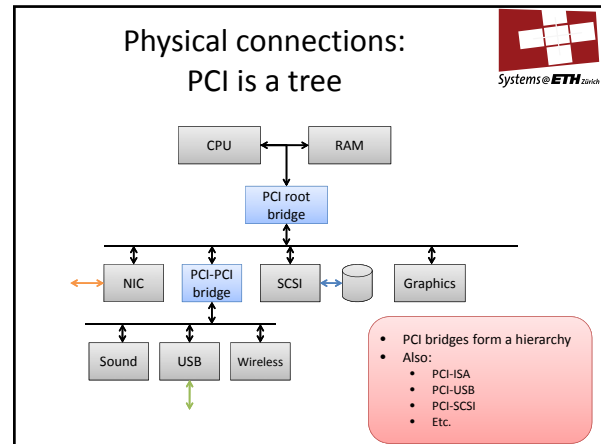 Physical connections:
PCI is a tree
Systems@ETH Zürich
CPU
RAM
PCI root
bridge
NIC
PCI-PCI
bridge
SCSI
Graphics
Sound
USB
Wireless
• PCI bridges form a hierarchy
• Also:
• PCI-ISA
• PCI-USB
• PCI-SCSI
• Etc.